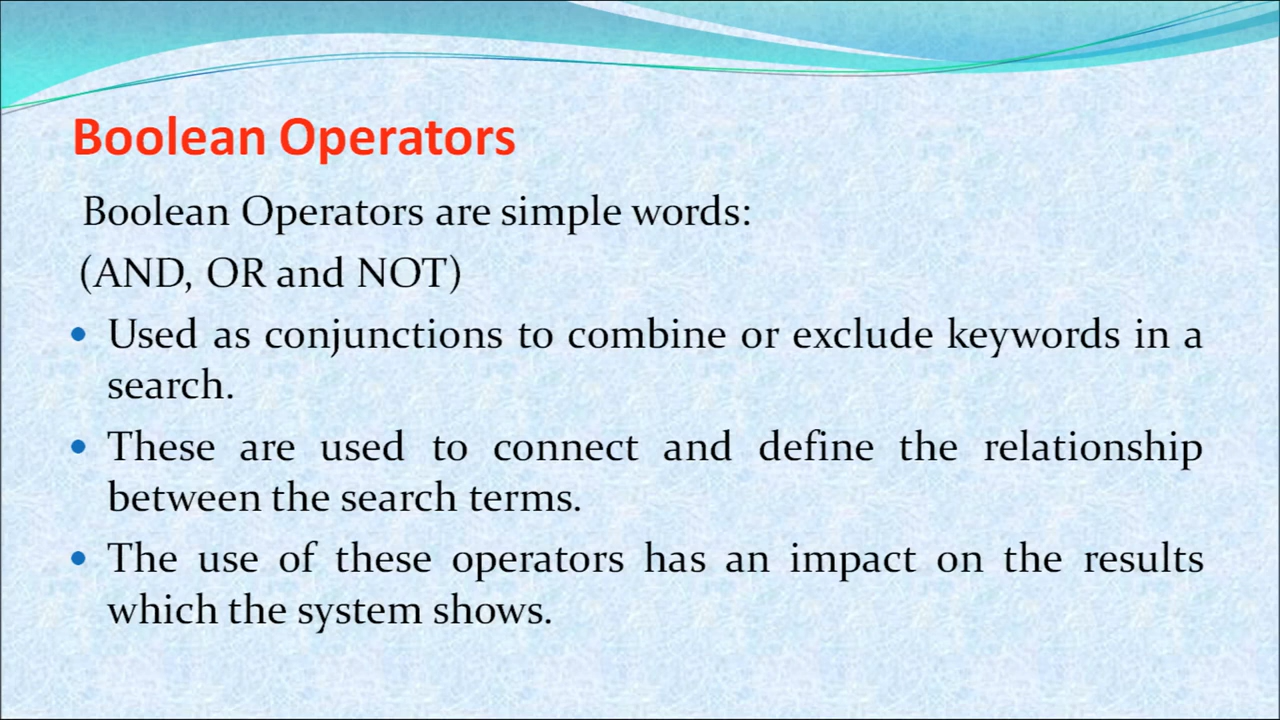 Boolean Operators
Boolean Operators are simple words:
(AND, OR and NOT)
• Used as conjunctions to combine or exclude keywords in a
search.
• These are used to connect and define the relationship
between the search terms.
• The use of these operators has an impact on the results
which the system shows.